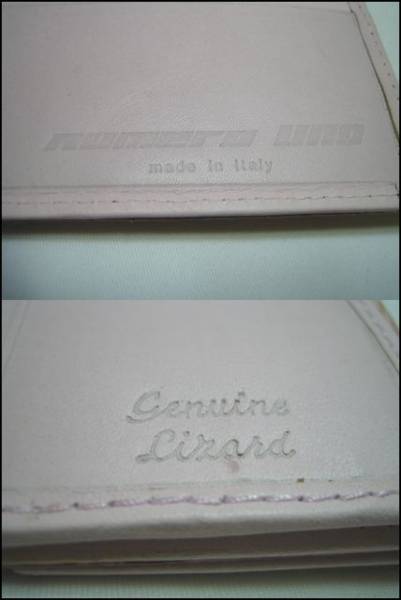 numero uno
made in italy
Genuine
Lizard